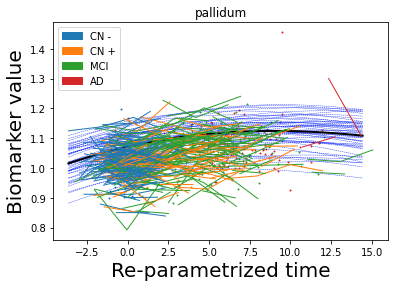 pallidum
CN -
CN +
MCI
AD
Biomarker value
1.4
1.3
1.2
1.1
1.0
0.9
0.8
−2.5 0.0 2.5 5.0 7.5 10.0 12.5 15.0
Re-parametrized time